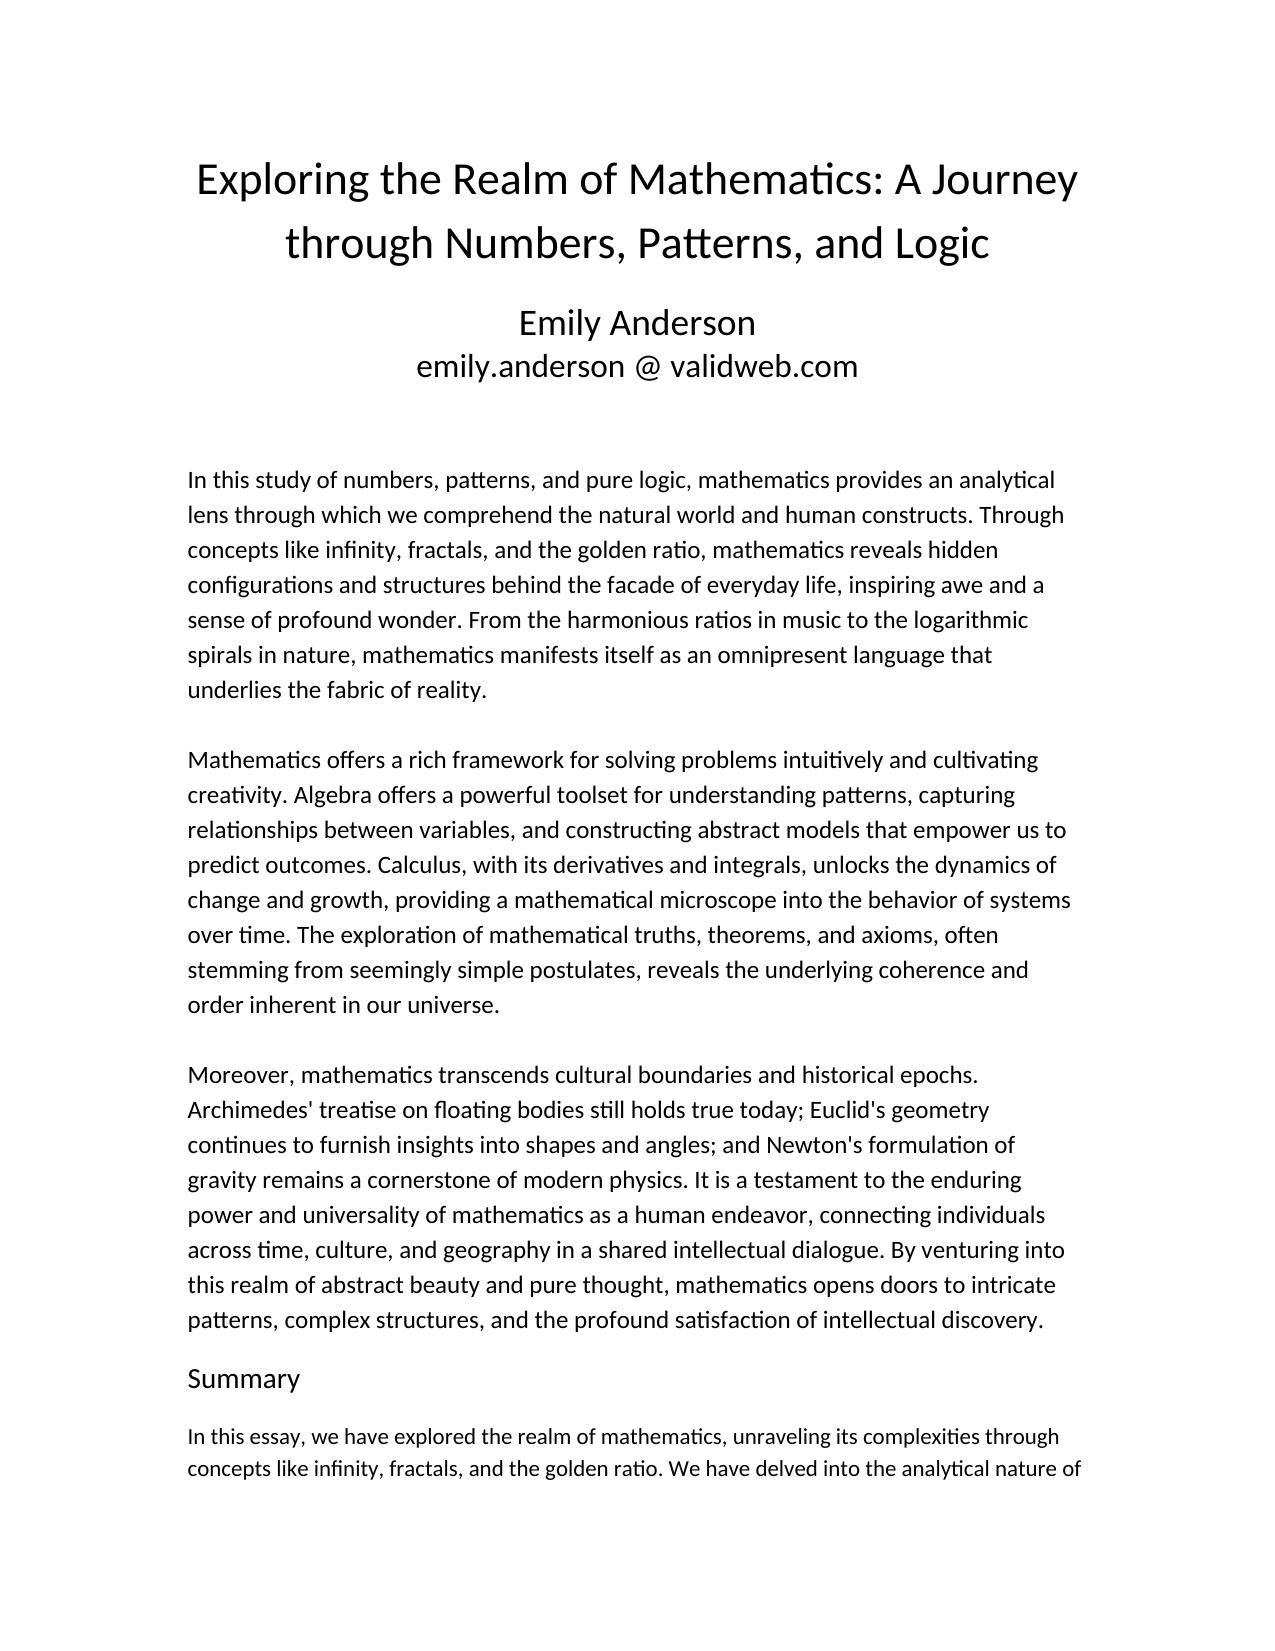 Exploring the Realm of Mathematics: A Journey
through Numbers, Patterns, and Logic
Emily Anderson
emily.anderson @ validweb.com
In this study of numbers, patterns, and pure logic, mathematics provides an analytical
lens through which we comprehend the natural world and human constructs. Through
concepts like infinity, fractals, and the golden ratio, mathematics reveals hidden
configurations and structures behind the facade of everyday life, inspiring awe and a
sense of profound wonder. From the harmonious ratios in music to the logarithmic
spirals in nature, mathematics manifests itself as an omnipresent language that
underlies the fabric of reality.
Mathematics offers a rich framework for solving problems intuitively and cultivating
creativity. Algebra offers a powerful toolset for understanding patterns, capturing
relationships between variables, and constructing abstract models that empower us to
predict outcomes. Calculus, with its derivatives and integrals, unlocks the dynamics of
change and growth, providing a mathematical microscope into the behavior of systems
over time. The exploration of mathematical truths, theorems, and axioms, often
stemming from seemingly simple postulates, reveals the underlying coherence and
order inherent in our universe.
Moreover, mathematics transcends cultural boundaries and historical epochs.
Archimedes' treatise on floating bodies still holds true today; Euclid's geometry
continues to furnish insights into shapes and angles; and Newton's formulation of
gravity remains a cornerstone of modern physics. It is a testament to the enduring
power and universality of mathematics as a human endeavor, connecting individuals
across time, culture, and geography in a shared intellectual dialogue. By venturing into
this realm of abstract beauty and pure thought, mathematics opens doors to intricate
patterns, complex structures, and the profound satisfaction of intellectual discovery.
Summary
In this essay, we have explored the realm of mathematics, unraveling its complexities through
concepts like infinity, fractals, and the golden ratio. We have delved into the analytical nature of